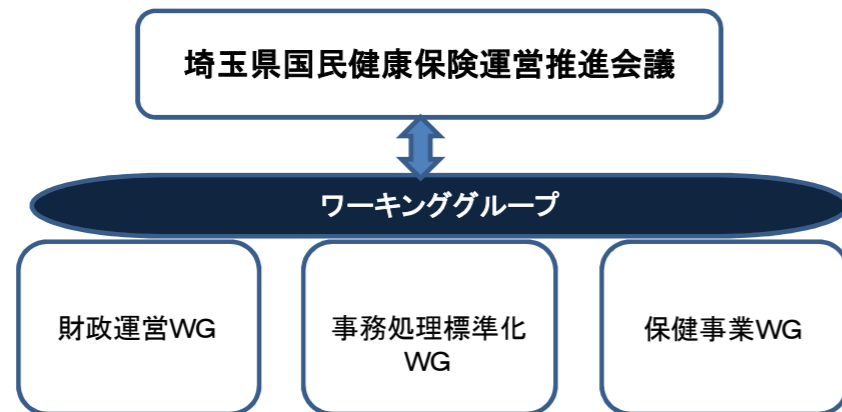 埼玉県国民健康保険運営推進会議
ワーキンググループ
財政運営WG
事務処理標準化
WG
保健事業WG